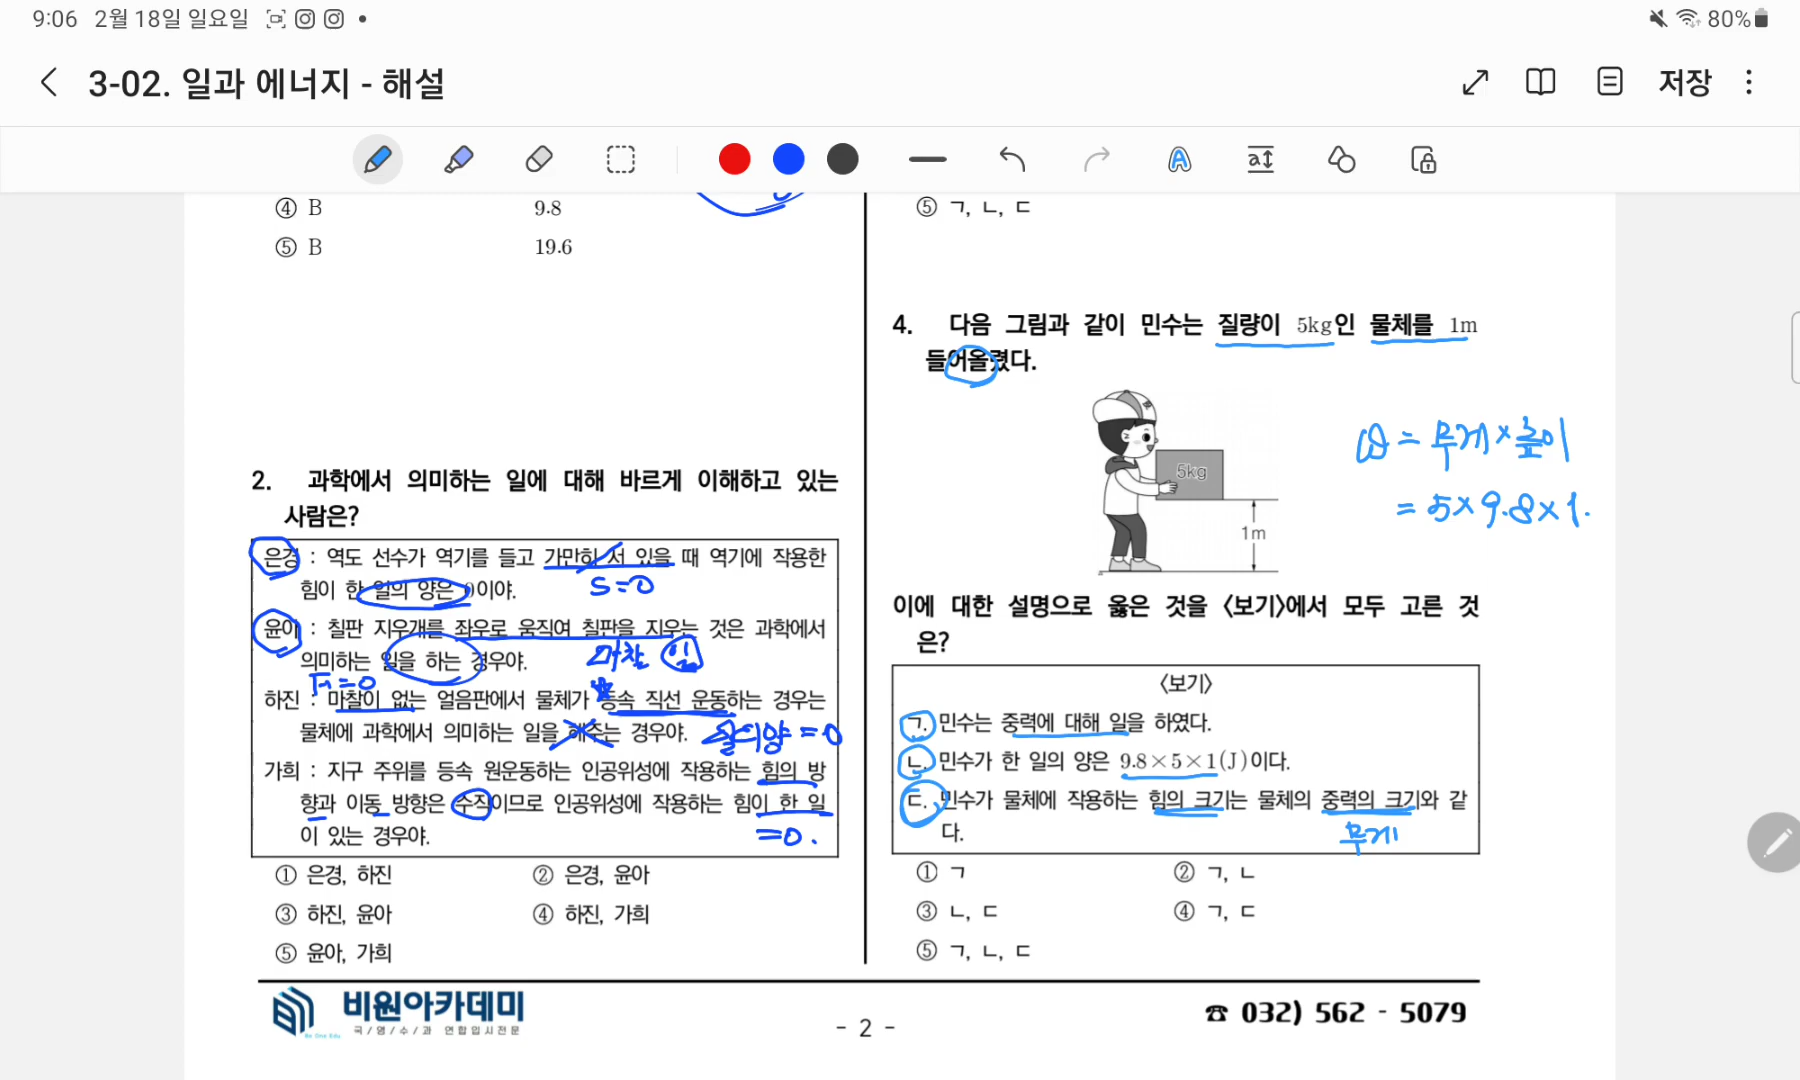 9:06 2월 18일 일요일
80%
3-02. 일과 에너지 - 해설
저장
④ B 9.8
⑤ B 19.6
2. 과학에서 의미하는 일에 대해 바르게 이해하고 있는
사람은?
은경 : 역도 선수가 역기를 들고 가만히 서 있을 때 역기에 작용한
힘이 한 일의 양은 0이야.
S=0
윤아 : 칠판 지우개를 좌우로 움직여 칠판을 지우는 것은 과학에서
의미하는 일을 하는 경우야.
마찰 힘
F=0
하진 : 마찰이 없는 얼음판에서 물체가 등속 직선 운동하는 경우는
물체에 과학에서 의미하는 일을 해주는 경우야.
일의양=0
가희 : 지구 주위를 등속 원운동하는 인공위성에 작용하는 힘의 방
향과 이동 방향은 수직이므로 인공위성에 작용하는 힘이 한 일
이 있는 경우야.
=0.
① 은경, 하진 ② 은경, 윤아
③ 하진, 윤아 ④ 하진, 가희
⑤ 윤아, 가희
⑤ ㄱ, ㄴ, ㄷ
4. 다음 그림과 같이 민수는 질량이 5kg인 물체를 1m
들어올렸다.
5kg
1m
W = 무게×높이
= 5×9.8×1.
이에 대한 설명으로 옳은 것을 〈보기〉에서 모두 고른 것
은?
〈보기〉
ㄱ. 민수는 중력에 대해 일을 하였다.
ㄴ. 민수가 한 일의 양은 9.8×5×1(J)이다.
ㄷ. 민수가 물체에 작용하는 힘의 크기는 물체의 중력의 크기와 같
다.
무게
① ㄱ ② ㄱ, ㄴ
③ ㄴ, ㄷ ④ ㄱ, ㄷ
⑤ ㄱ, ㄴ, ㄷ
비원아카데미
국/영/수/과 연합입시전문
Be One Edu
- 2 -
☎ 032) 562 - 5079